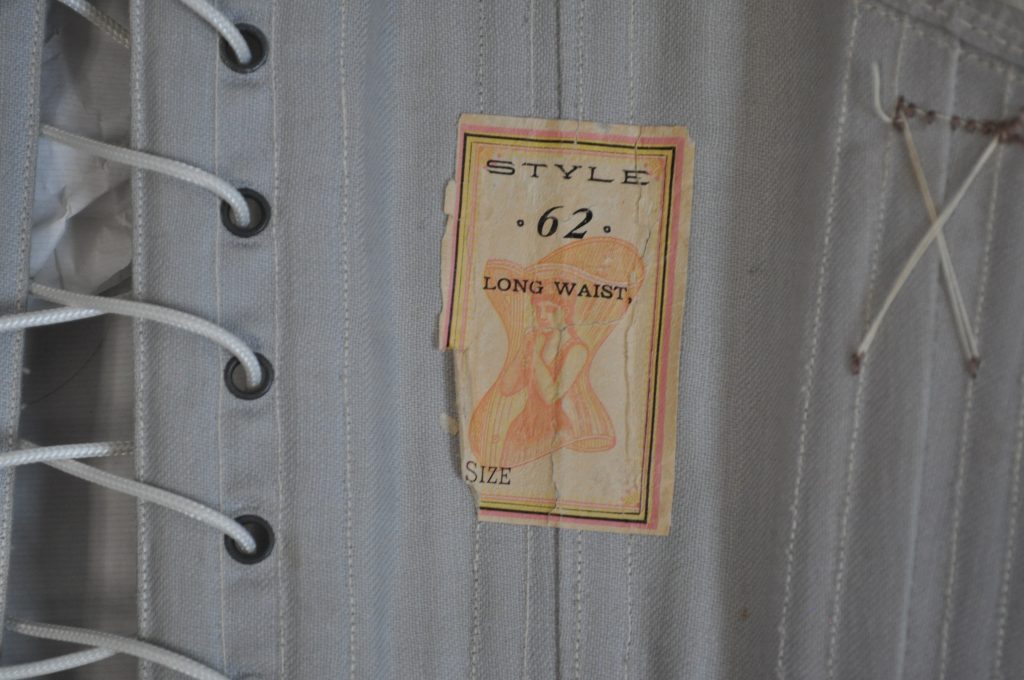 STYLE
·62·
LONG WAIST,
SIZE